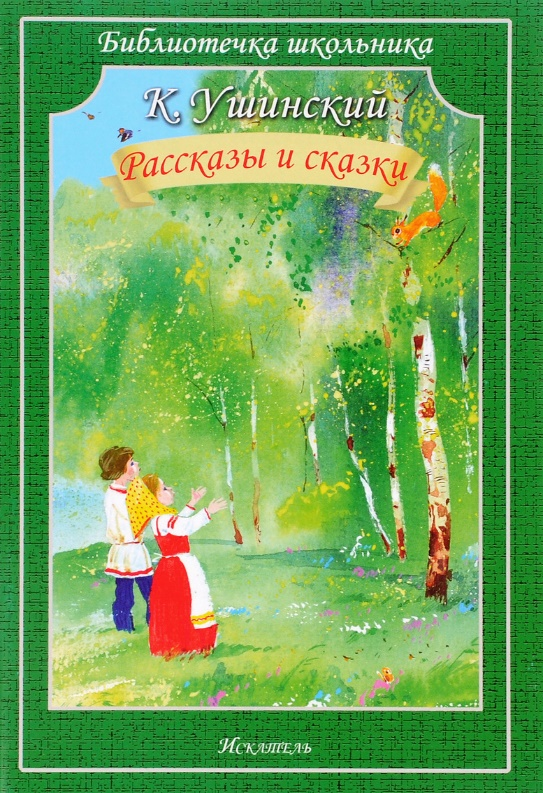 Библиотечка школьника
К. Ушинский
Рассказы и сказки
Искатель